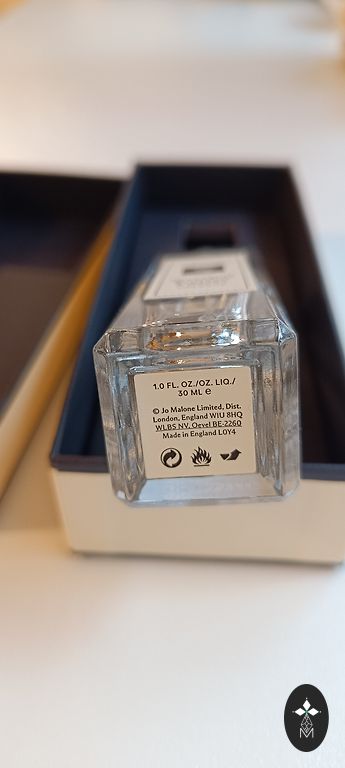 1.0 FL. OZ./OZ. LIQ./
30 ML ℮
© Jo Malone Limited, Dist.
London, England W1U 8HQ
WLBS NV. Oevel BE-2260
Made in England L0Y4